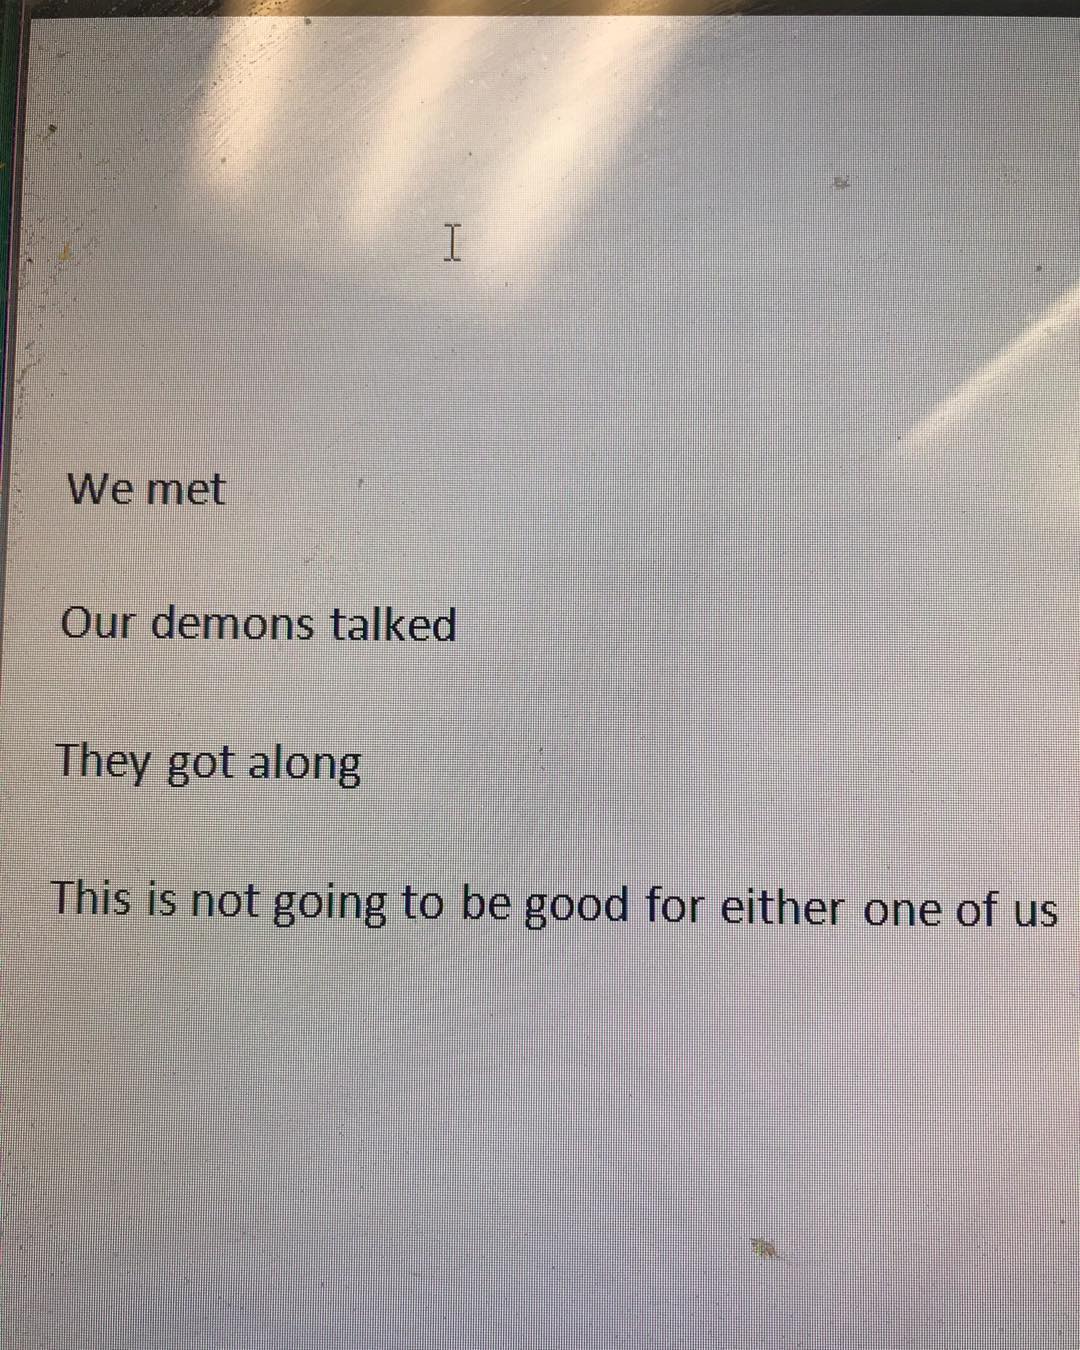 We met
Our demons talked
They got along
This is not going to be good for either one of us